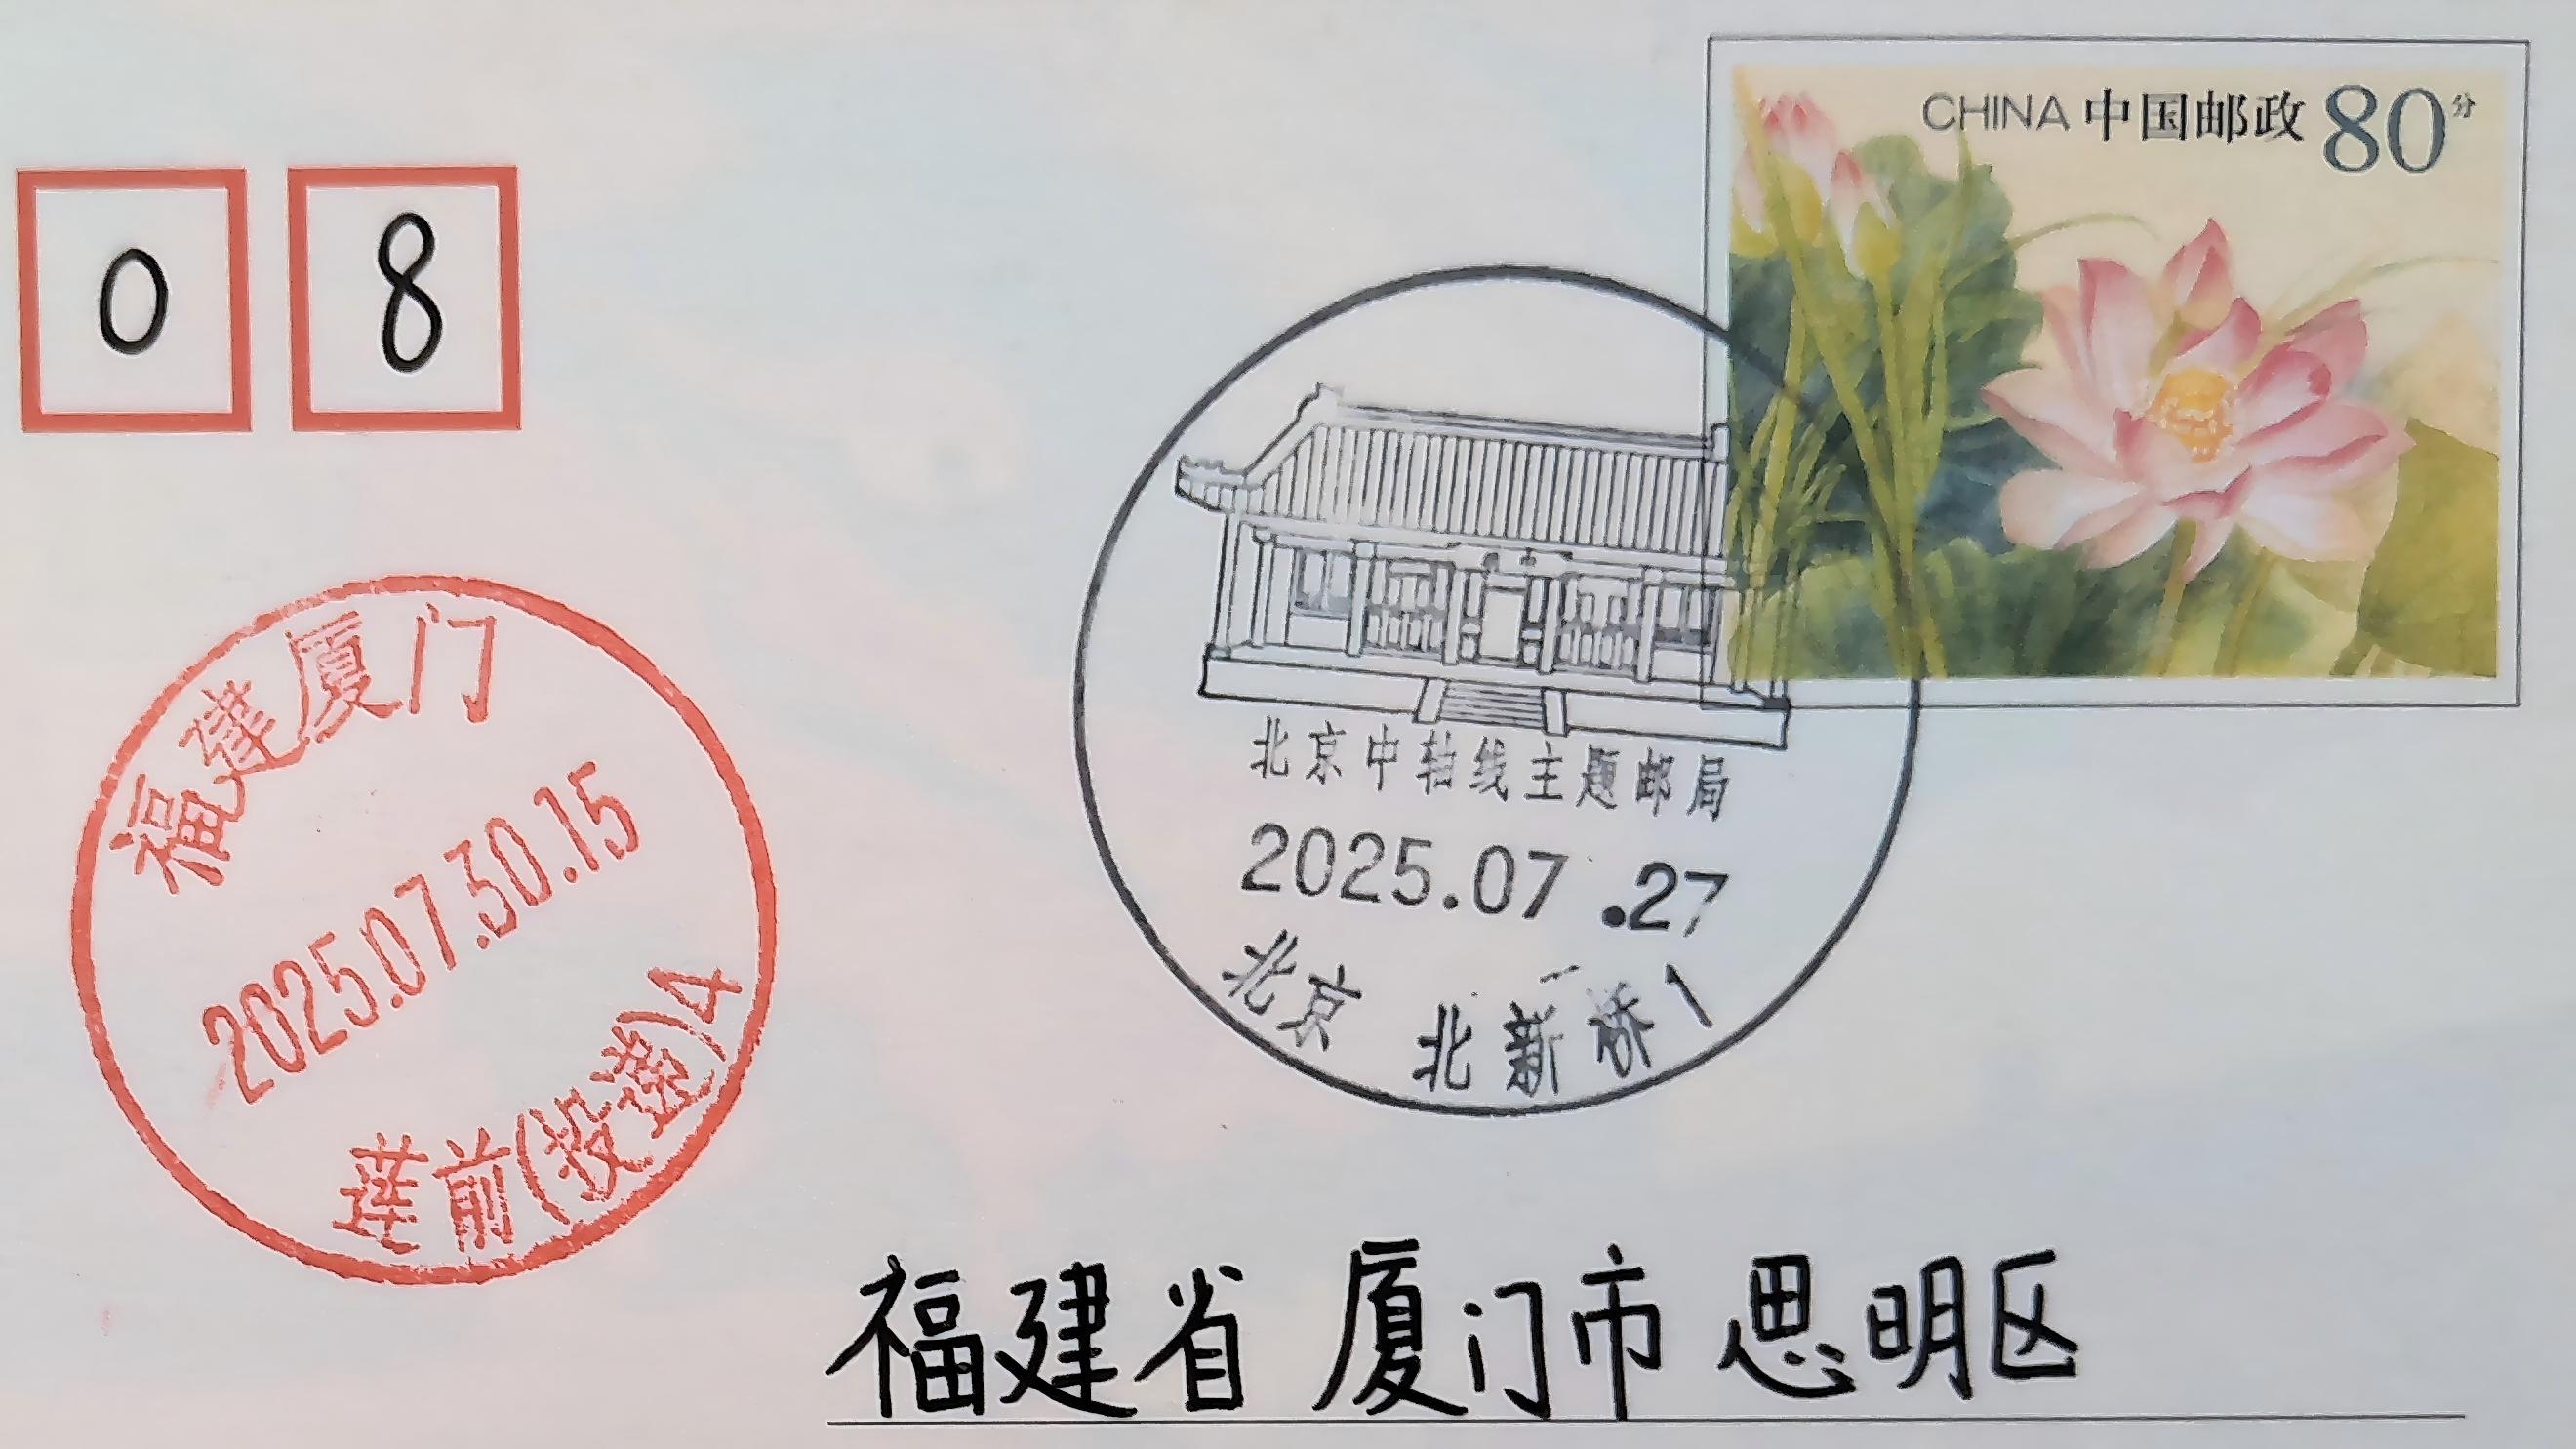 CHINA 中国邮政 80分
0 8
福建厦门
2025.07.30.15
莲前(投递)4
北京中轴线主题邮局
2025.07.27
北京 北新桥1
福建省厦门市思明区